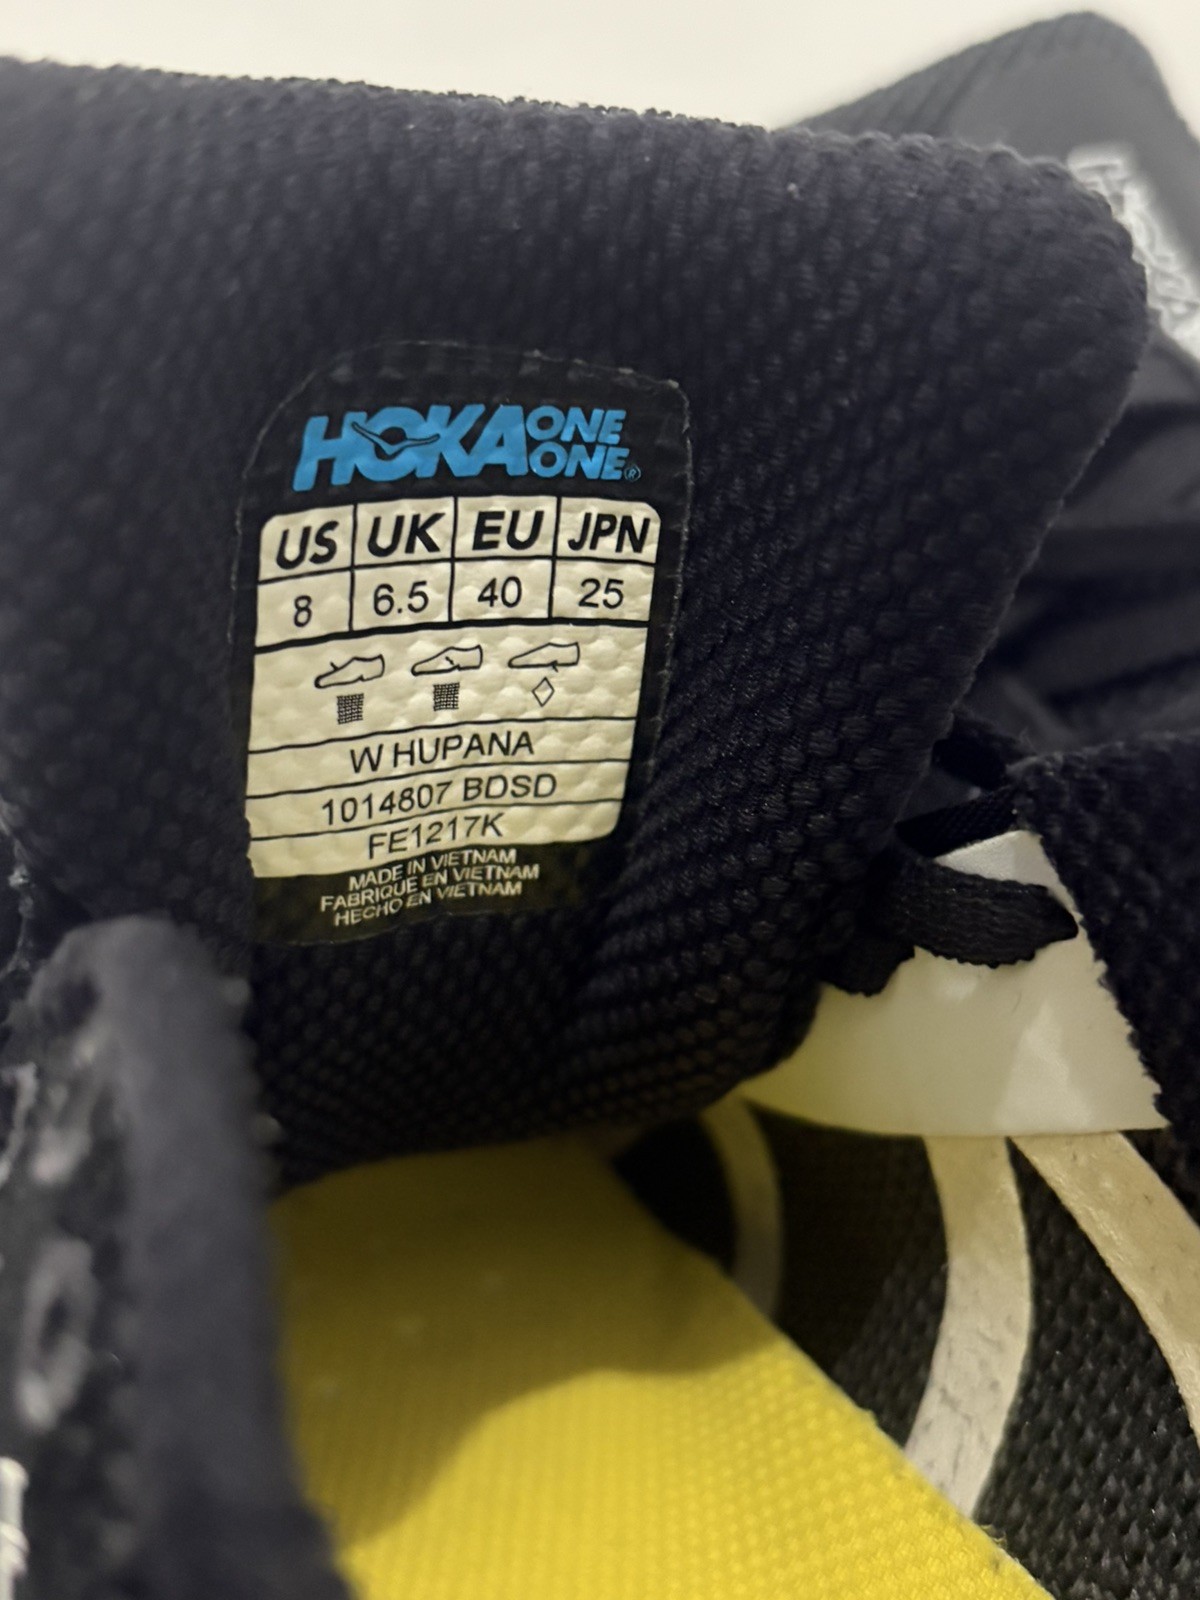 HOKA ONE ONE®
US UK EU JPN
8 6.5 40 25
W HUPANA
1014807 BDSD
FE1217K
MADE IN VIETNAM
FABRIQUE EN VIETNAM
HECHO EN VIETNAM